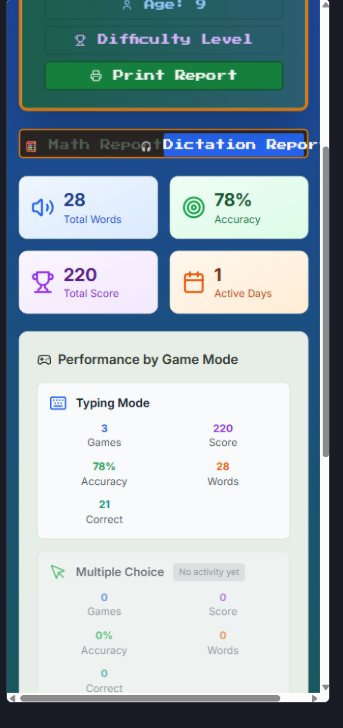 Age: 9
Difficulty Level
Print Report
Math Report Dictation Repor
28
Total Words
78%
Accuracy
220
Total Score
1
Active Days
Performance by Game Mode
Typing Mode
3
Games
220
Score
78%
Accuracy
28
Words
21
Correct
Multiple Choice No activity yet
0
Games
0
Score
0%
Accuracy
0
Words
0
Correct